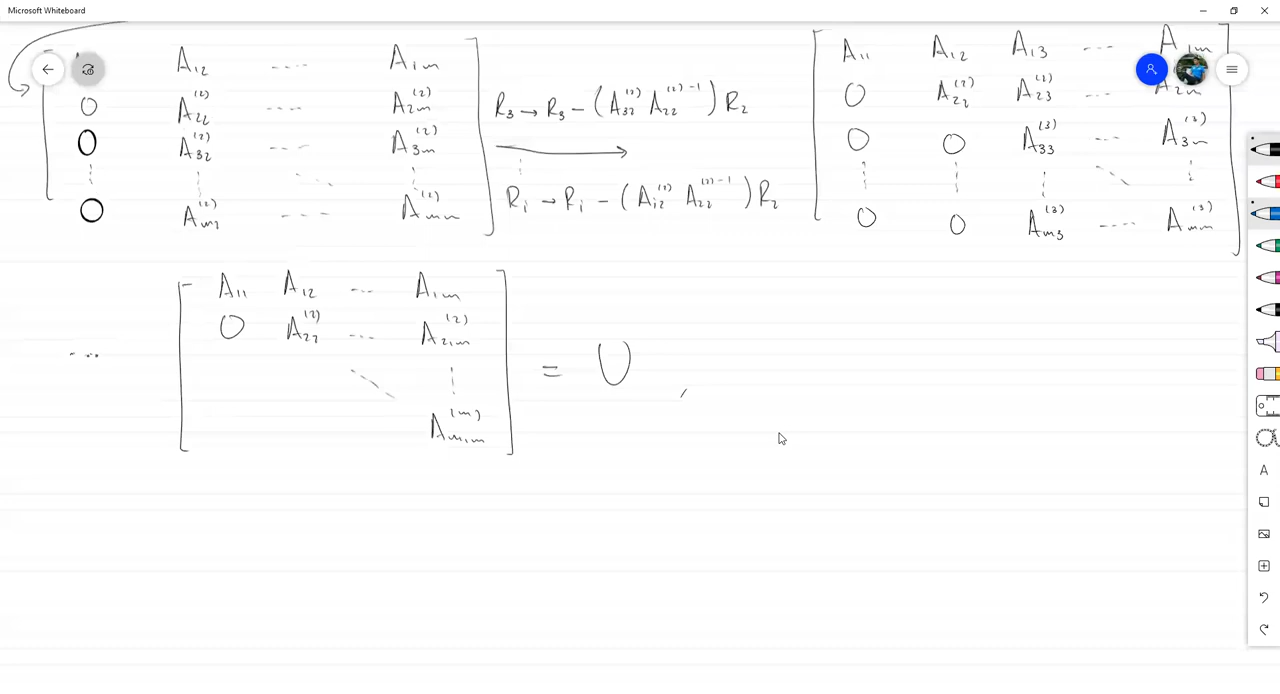 Microsoft Whiteboard
A₁₂ ---- A₁ₘ
0 A₂₂⁽²⁾ ---- A₂ₘ⁽²⁾
0 A₃₂⁽²⁾ ---- A₃ₘ⁽²⁾
0 Aₘ₂⁽²⁾ ---- Aₘₘ⁽²⁾
R₃ → R₃ - (A₃₂⁽²⁾ A₂₂⁽²⁾⁻¹) R₂
Rᵢ → Rᵢ - (Aᵢ₂⁽²⁾ A₂₂⁽²⁾⁻¹) R₂
A₁₁ A₁₂ A₁₃ ---- A₁ₘ
0 A₂₂⁽²⁾ A₂₃⁽²⁾ --- A₂ₘ
0 0 A₃₃⁽³⁾ --- A₃ₘ⁽³⁾
0 0 Aₘ₃⁽³⁾ ---- Aₘₘ⁽³⁾
... A₁₁ A₁₂ --- A₁ₘ
0 A₂₂⁽²⁾ --- A₂,ₘ⁽²⁾
Aₘ,ₘ⁽ᵐ⁾
= U ,